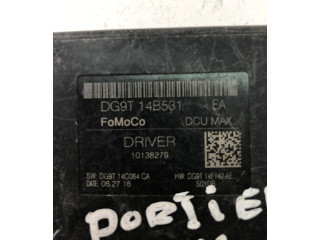 DG9T 14B531 EA
FoMoCo DCU MAX
DRIVER
10138279
SW: DG9T 14C064 CA HW: DG9T 14F142 AE
DATE: 06.27 16
PORTIE